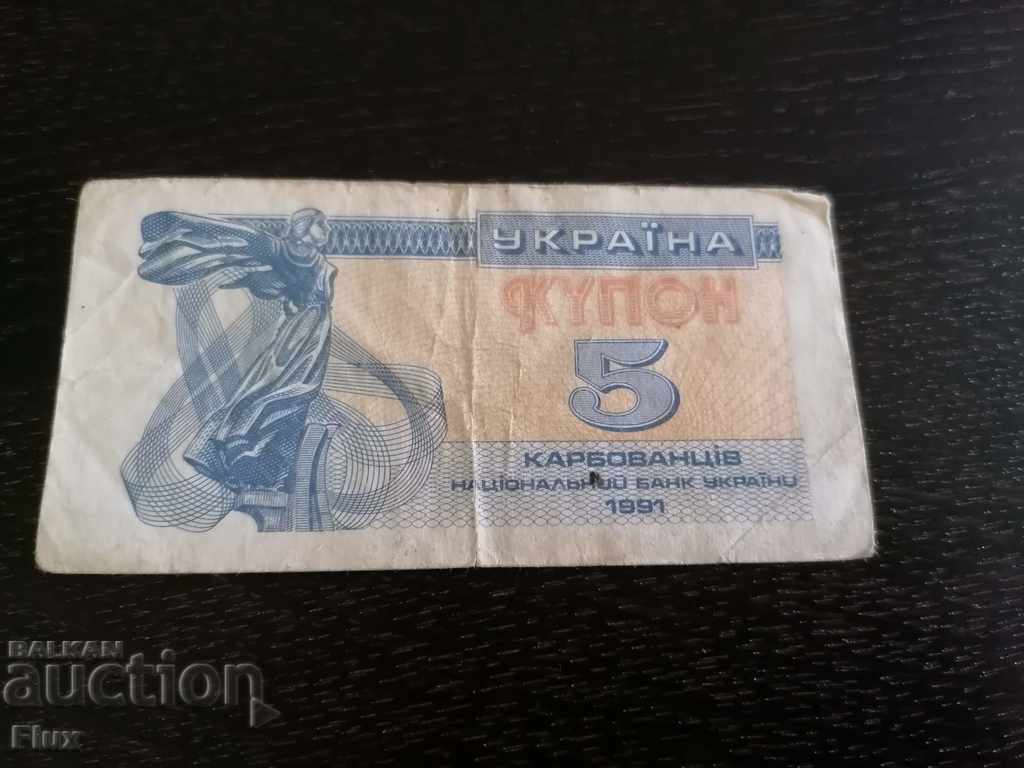 УКРАЇНА
КУПОН
5
КАРБОВАНЦІВ
НАЦІОНАЛЬНИЙ БАНК УКРАЇНИ
1991
BALKAN
auction
Flux